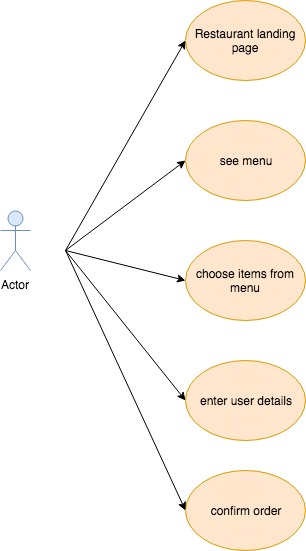 Restaurant landing
page
see menu
Actor
choose items from
menu
enter user details
confirm order